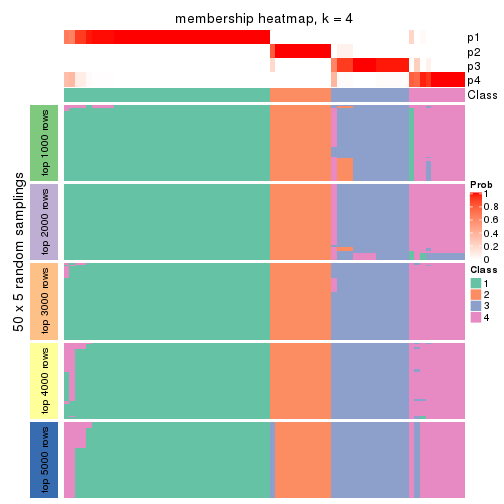 membership heatmap, k = 4
p1
p2
p3
p4
Class
50 x 5 random samplings
top 1000 rows
top 2000 rows
top 3000 rows
top 4000 rows
top 5000 rows
Prob
1
0.8
0.6
0.4
0.2
0
Class
1
2
3
4